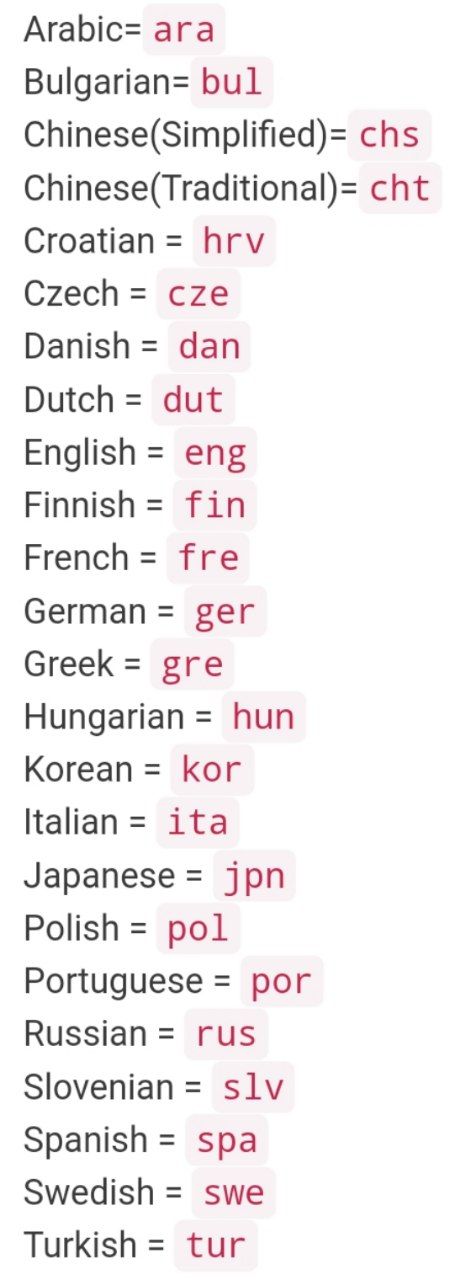 Arabic= ara
Bulgarian= bul
Chinese(Simplified)= chs
Chinese(Traditional)= cht
Croatian = hrv
Czech = cze
Danish = dan
Dutch = dut
English = eng
Finnish = fin
French = fre
German = ger
Greek = gre
Hungarian = hun
Korean = kor
Italian = ita
Japanese = jpn
Polish = pol
Portuguese = por
Russian = rus
Slovenian = slv
Spanish = spa
Swedish = swe
Turkish = tur